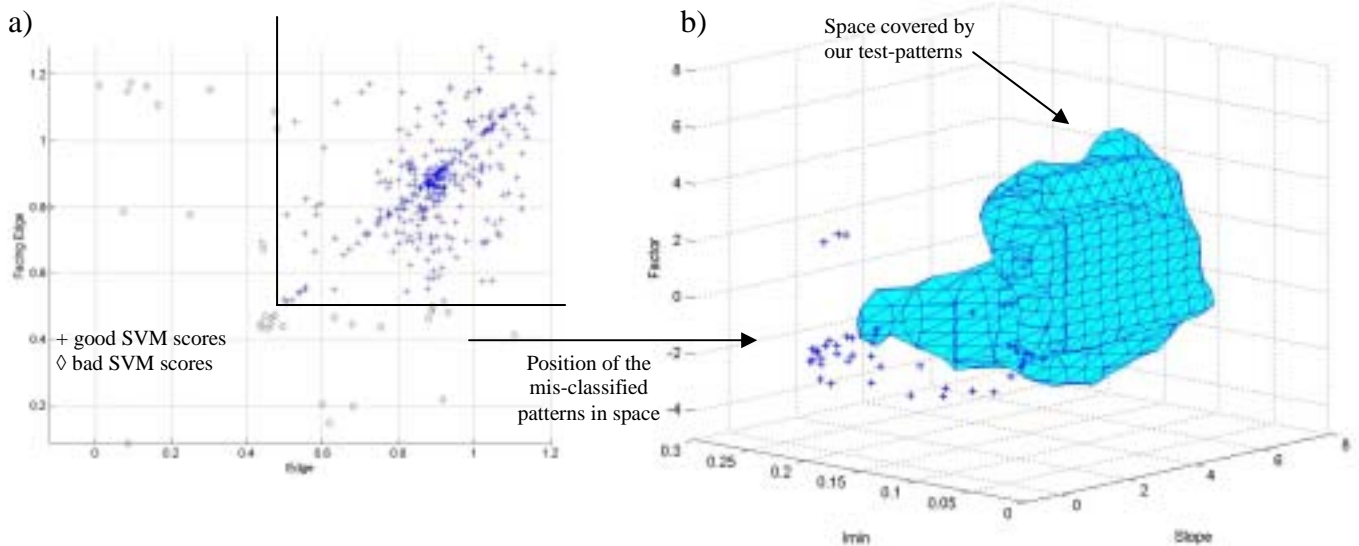 a)
1.2
1
0.8
0.6
0.4
0.2
0
0.2
0.4
0.6
0.8
1
1.2
Facing Edge
Edge
+ good SVM scores
◊ bad SVM scores
Position of the
mis-classified
patterns in space
b)
Space covered by
our test-patterns
8
6
4
2
0
-2
-4
Factor
0.3
0.25
0.2
0.15
0.1
0.05
0
Imin
0
2
4
6
8
Slope